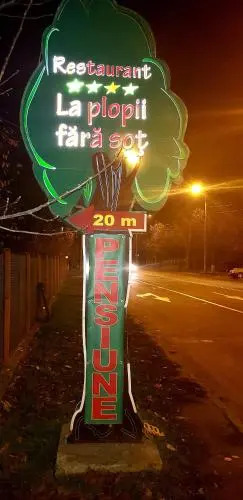 Restaurant
La plopii
fără soț
20 m
PENSIUNE